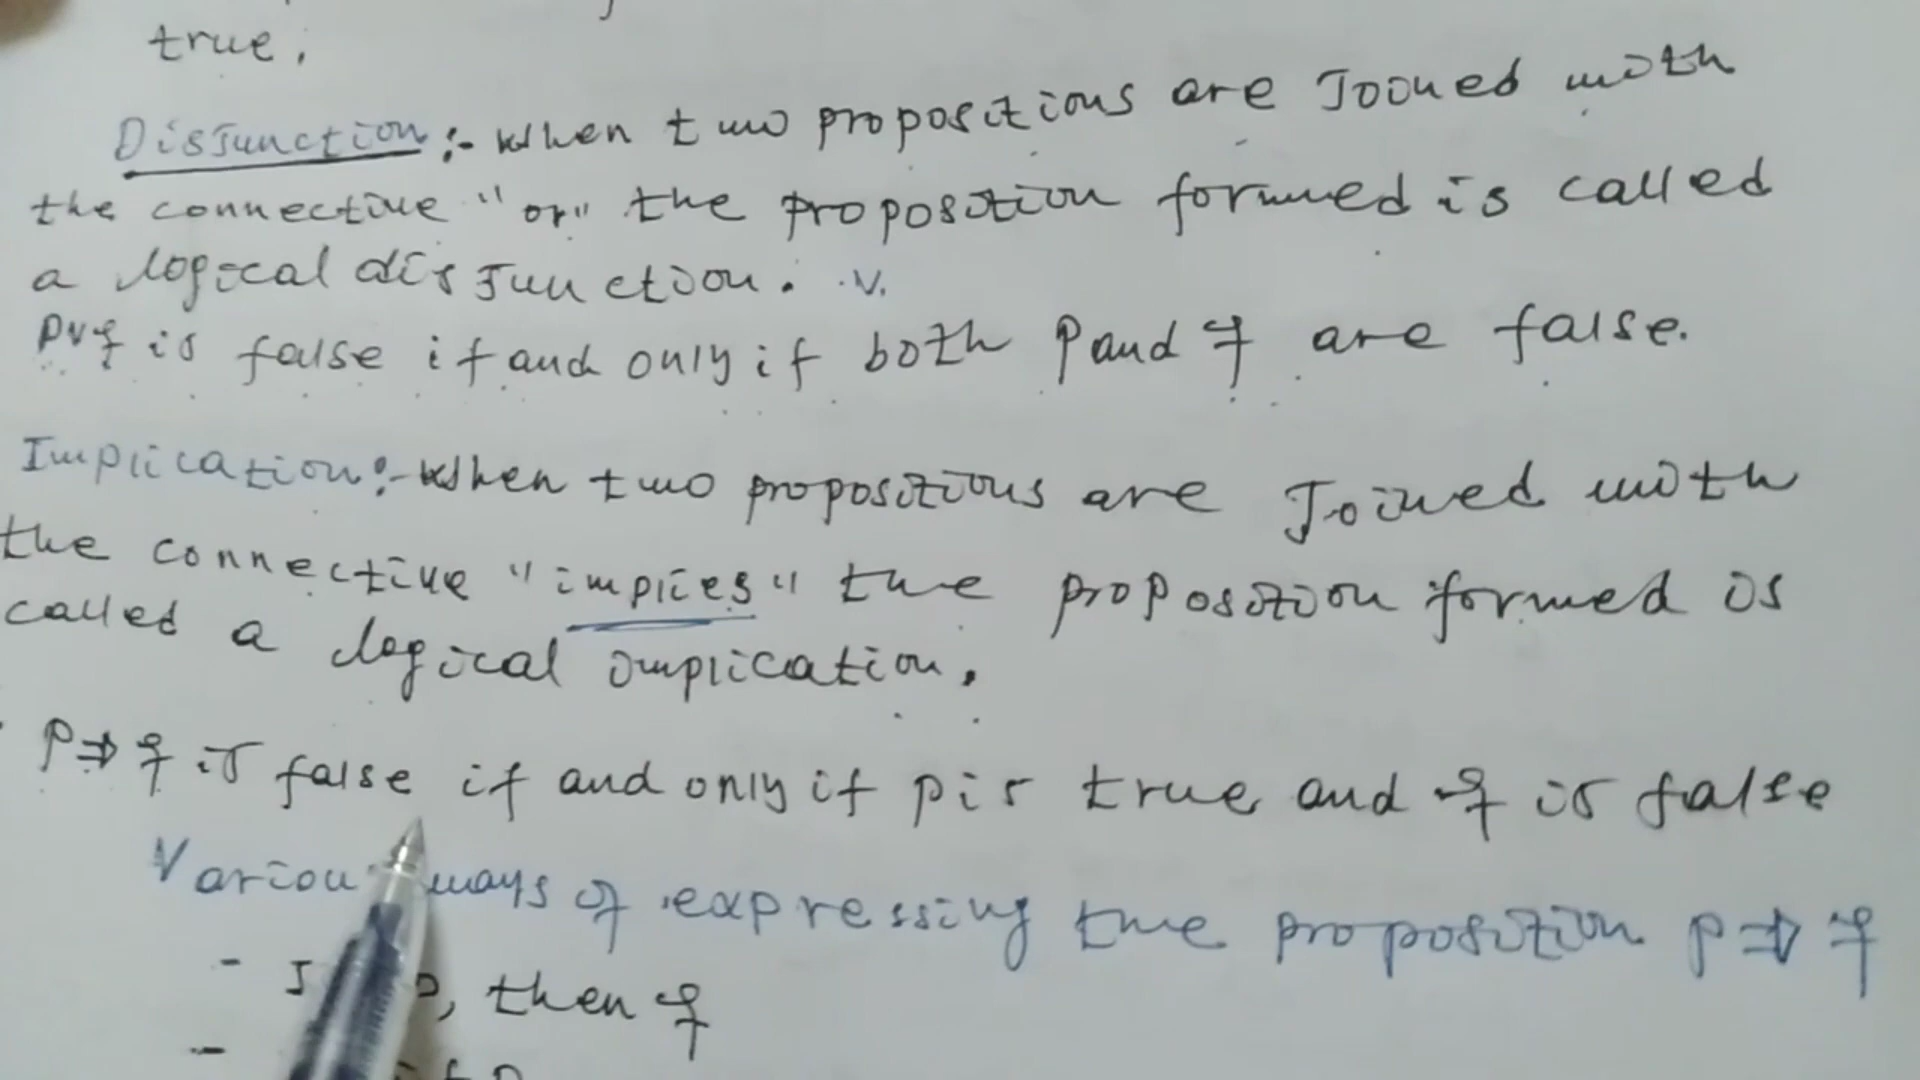 true.
Disjunction :- When two propositions are Joined with
the connective "or" the proposition formed is called
a logical disJunction. V.
p∨q is false if and only if both p and q are false.
Implication :- When two propositions are Joined with
the connective "implies" the proposition formed is
called a logical implication.
p⇒q is false if and only if p is true and q is false
Various ways of expressing the proposition p⇒q
- If p, then q
- if p